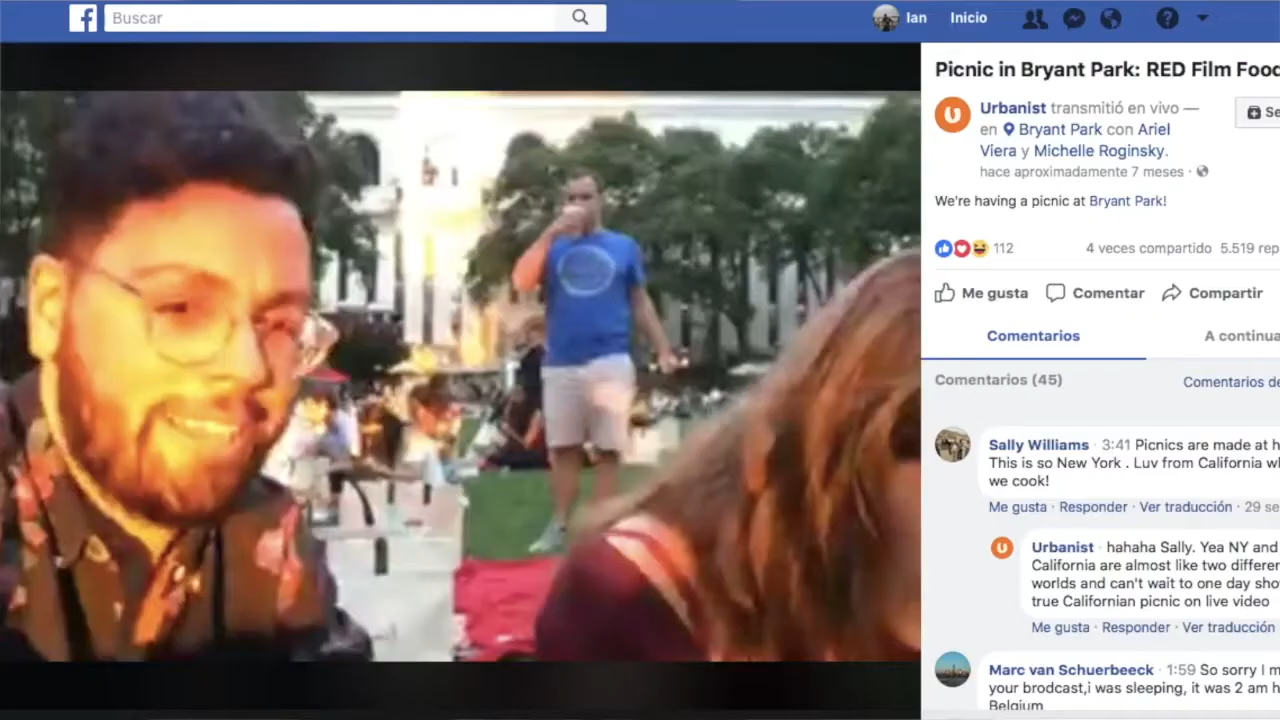 Buscar
Ian Inicio
Picnic in Bryant Park: RED Film Food
Urbanist transmitió en vivo —
en Bryant Park con Ariel
Viera y Michelle Roginsky.
hace aproximadamente 7 meses ·
Se
We're having a picnic at Bryant Park!
112
4 veces compartido 5.519 rep
Me gusta Comentar Compartir
Comentarios A continua
Comentarios (45)
Comentarios de
Sally Williams · 3:41 Picnics are made at h
This is so New York . Luv from California wh
we cook!
Me gusta · Responder · Ver traducción · 29 se
Urbanist · hahaha Sally. Yea NY and
California are almost like two differen
worlds and can't wait to one day sho
true Californian picnic on live video
Me gusta · Responder · Ver traducción
Marc van Schuerbeeck · 1:59 So sorry I m
your brodcast,i was sleeping, it was 2 am h
Belgium